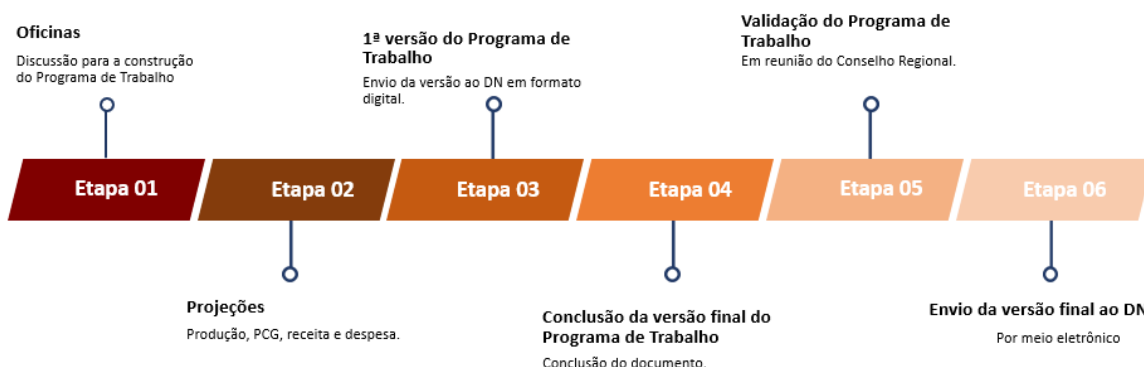 Oficinas
Discussão para a construção
do Programa de Trabalho
1ª versão do Programa de
Trabalho
Envio da versão ao DN em formato
digital.
Validação do Programa de
Trabalho
Em reunião do Conselho Regional.
Etapa 01
Etapa 02
Etapa 03
Etapa 04
Etapa 05
Etapa 06
Projeções
Produção, PCG, receita e despesa.
Conclusão da versão final do
Programa de Trabalho
Conclusão do documento.
Envio da versão final ao DN
Por meio eletrônico